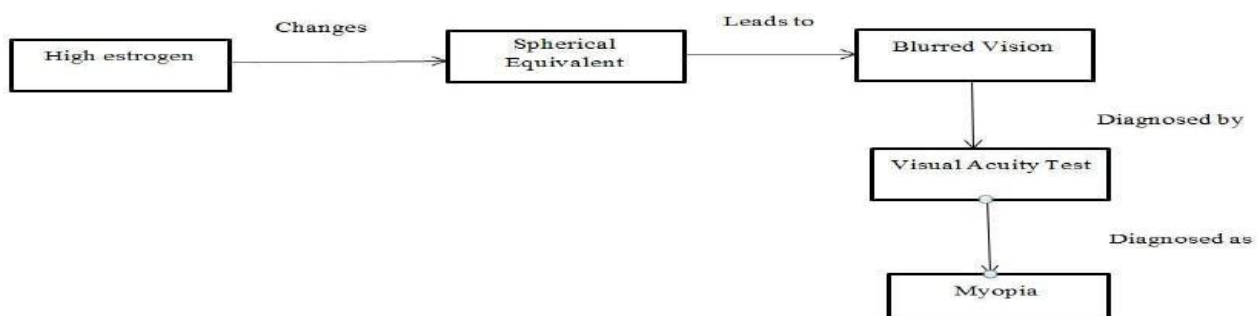 Changes
Leads to
High estrogen
Spherical
Equivalent
Blurred Vision
Diagnosed by
Visual Acuity Test
Diagnosed as
Myopia